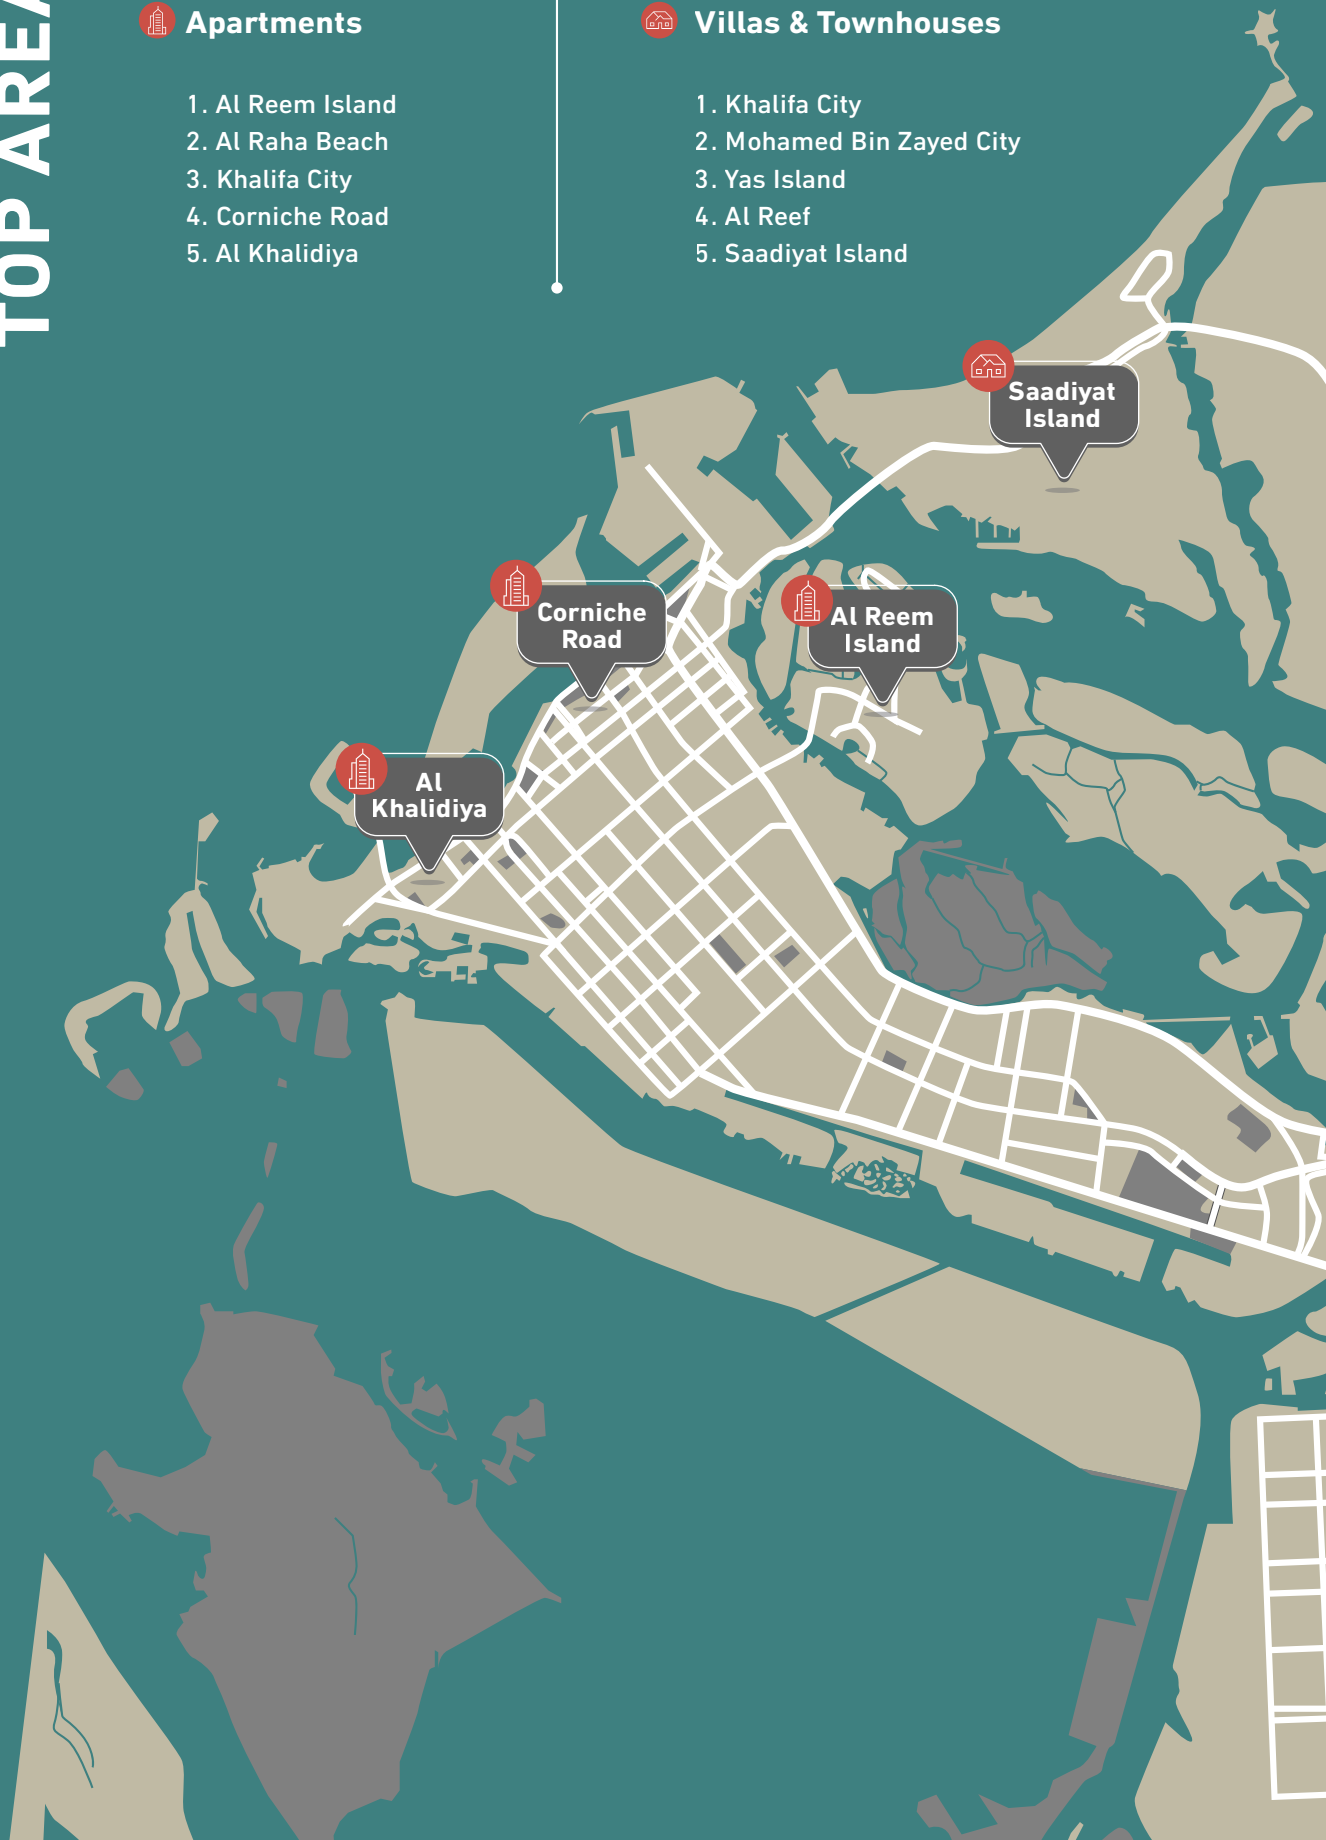 TOP AREA
Apartments
1. Al Reem Island
2. Al Raha Beach
3. Khalifa City
4. Corniche Road
5. Al Khalidiya
Villas & Townhouses
1. Khalifa City
2. Mohamed Bin Zayed City
3. Yas Island
4. Al Reef
5. Saadiyat Island
Saadiyat
Island
Corniche
Road
Al Reem
Island
Al
Khalidiya